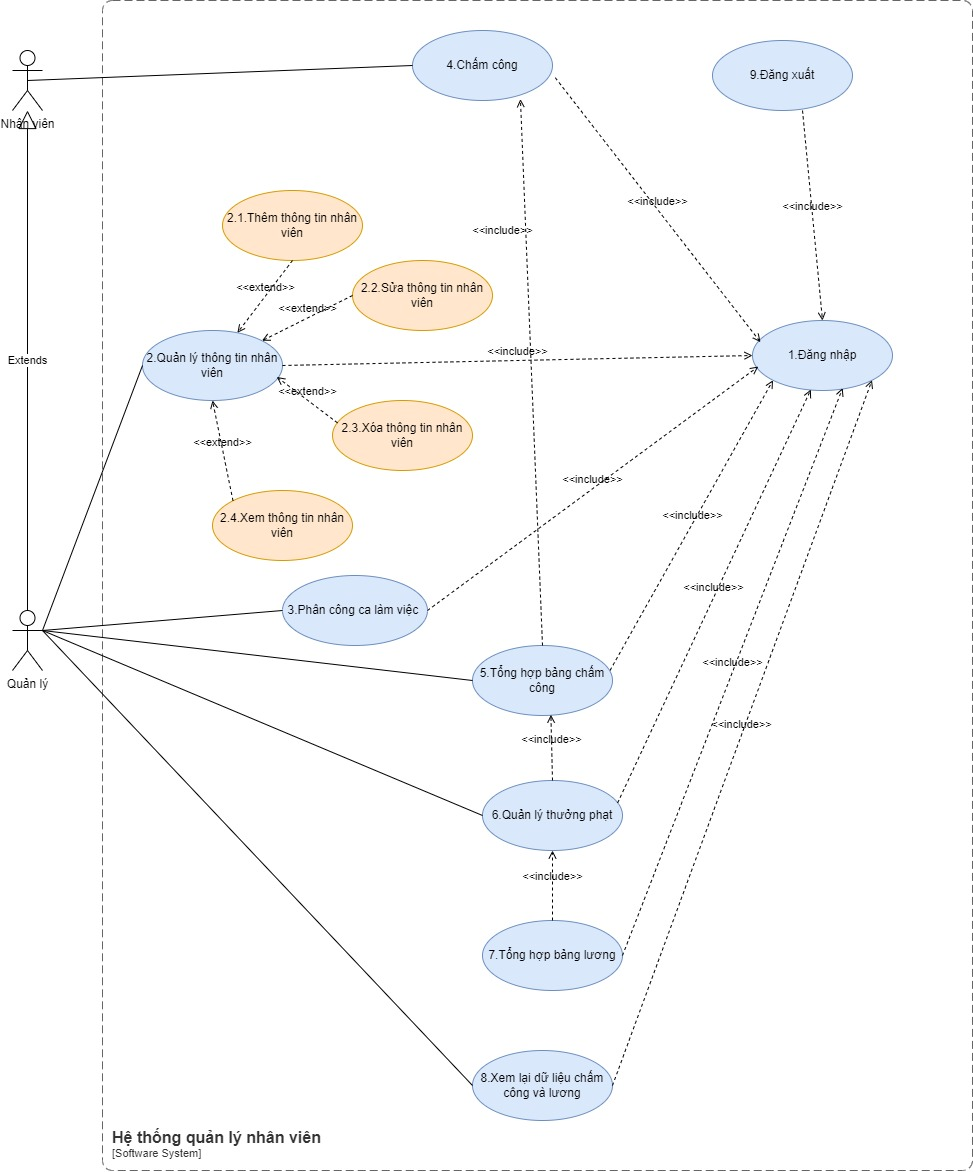 4.Chấm công
9.Đăng xuất
Nhân viên
<<include>>
<<include>>
2.1.Thêm thông tin nhân
viên
<<include>>
<<extend>>
2.2.Sửa thông tin nhân
viên
<<extend>>
2.Quản lý thông tin nhân
viên
<<include>>
1.Đăng nhập
Extends
<<extend>>
2.3.Xóa thông tin nhân
viên
<<extend>>
<<include>>
2.4.Xem thông tin nhân
viên
<<include>>
<<include>>
3.Phân công ca làm việc
Quản lý
<<include>>
5.Tổng hợp bảng chấm
công
<<include>>
<<include>>
6.Quản lý thưởng phạt
<<include>>
7.Tổng hợp bảng lương
8.Xem lại dữ liệu chấm
công và lương
Hệ thống quản lý nhân viên
[Software System]